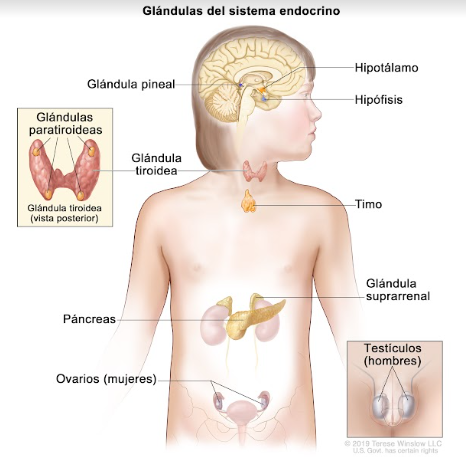 Glándulas del sistema endocrino
Glándula pineal
Hipotálamo
Hipófisis
Glándulas
paratiroideas
Glándula tiroidea
(vista posterior)
Glándula
tiroidea
Timo
Glándula
suprarrenal
Páncreas
Testículos
(hombres)
Ovarios (mujeres)
© 2019 Terese Winslow LLC
U.S. Govt. has certain rights